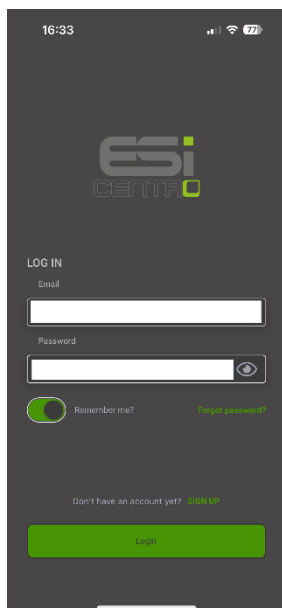 16:33
77
ESi
CENTRO
LOG IN
Email
Password
Remember me?
Forgot password?
Don't have an account yet? SIGN UP
Login